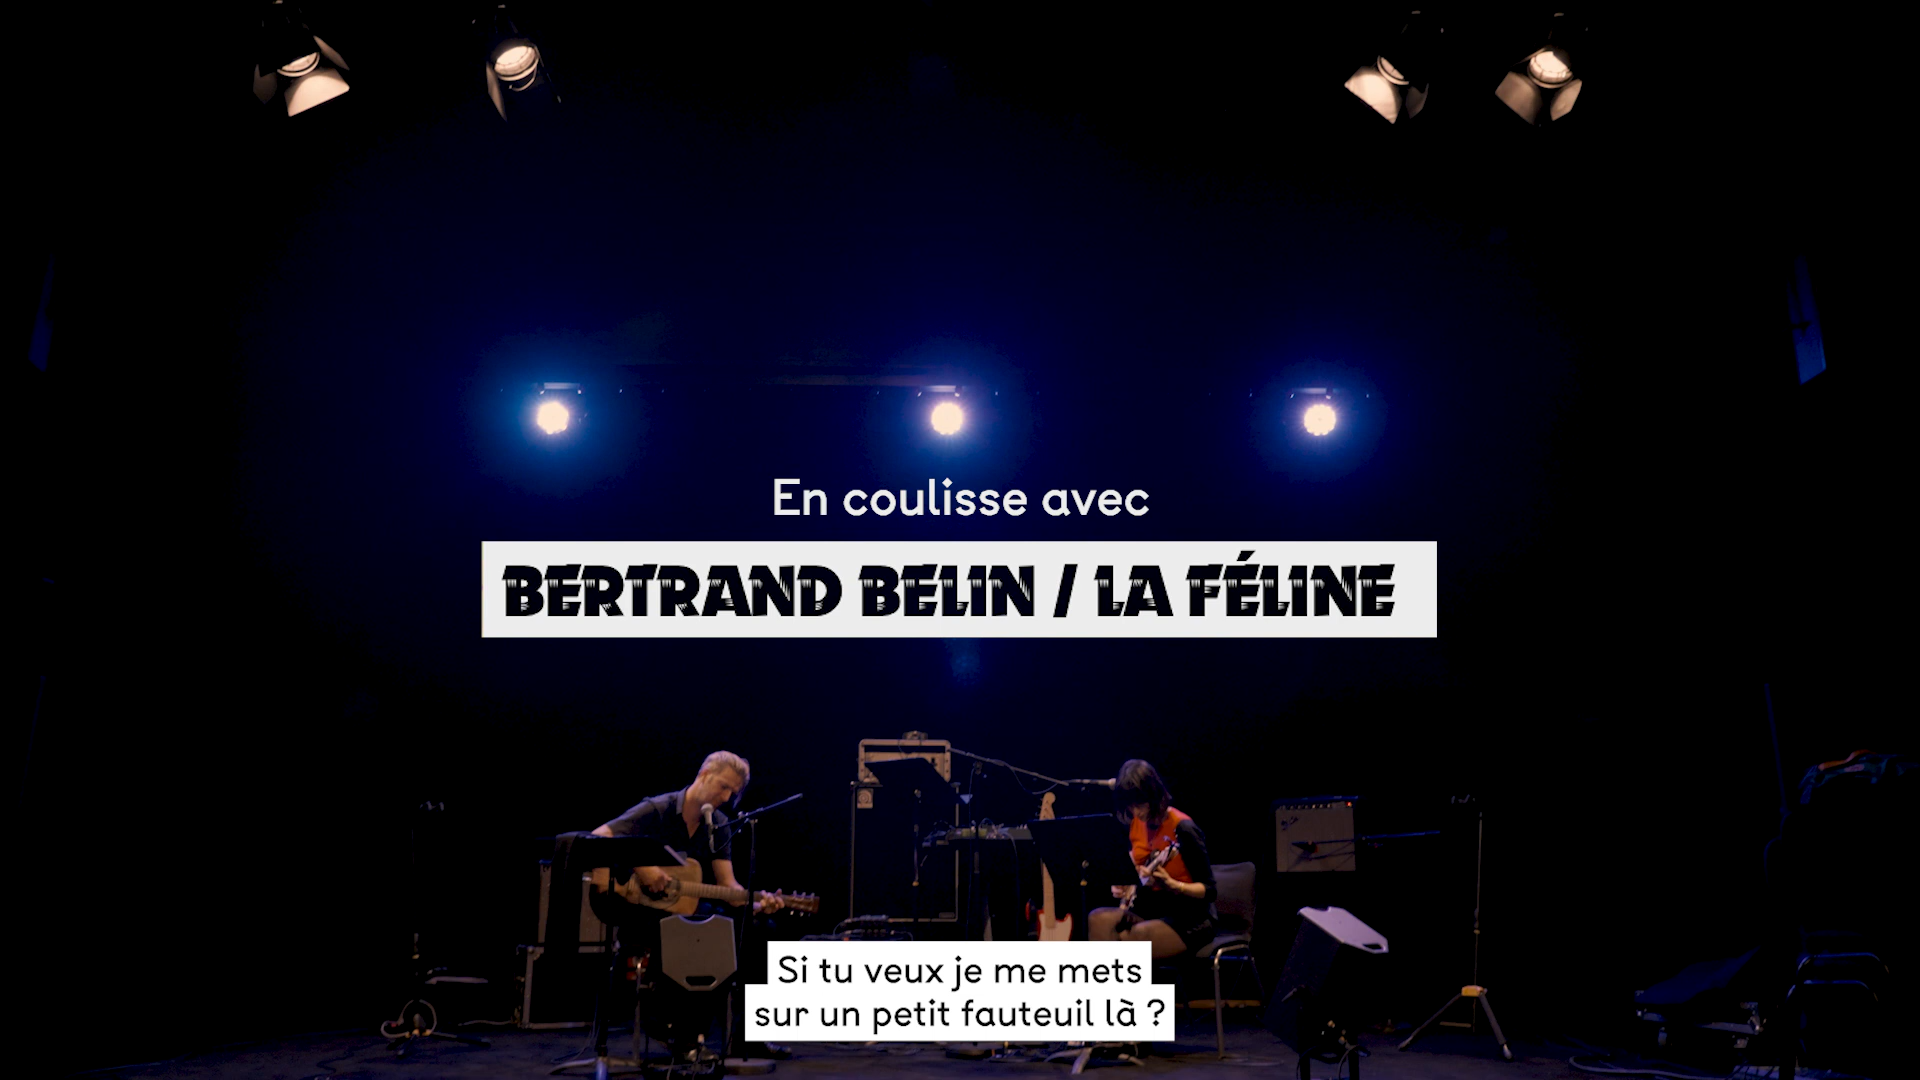 En coulisse avec
BERTRAND BELIN / LA FÉLINE
Si tu veux je me mets
sur un petit fauteuil là ?